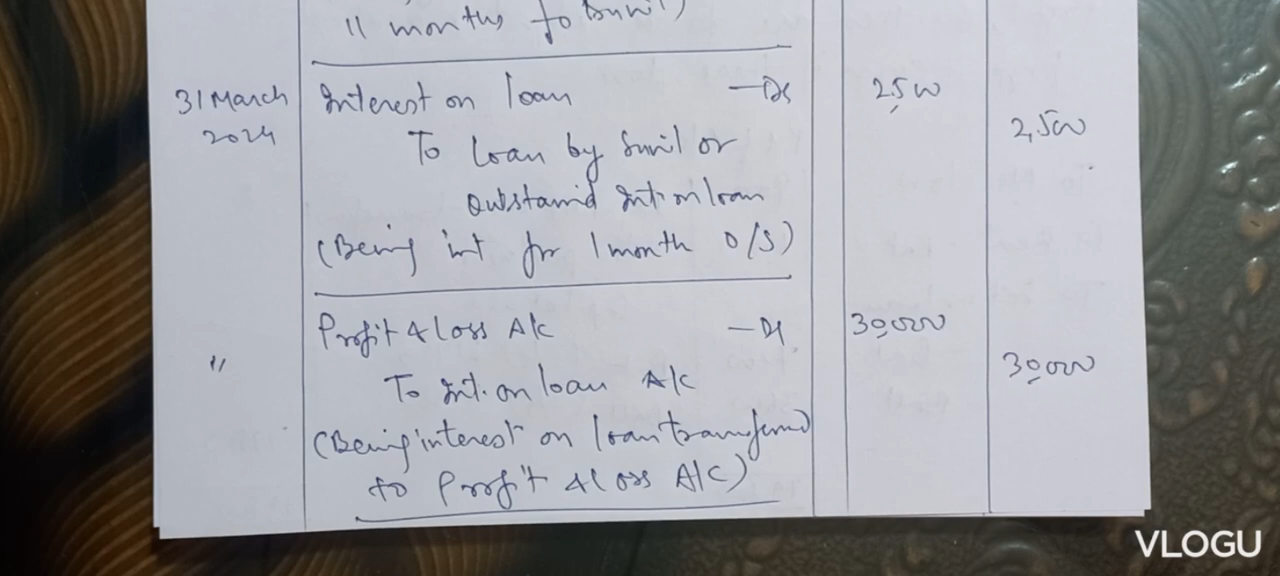 11 months to Sunil)
31 March Interest on loan —Dr 2,500
2024 2,500
To Loan by Sunil or
Outstand Int. on loan
(Being int for 1 month O/S)
Profit & Loss A/c —Dr 30,000
" 30,000
To Int. on loan A/c
(Being interest on loan transferred
to Profit & Loss A/C)
VLOGU